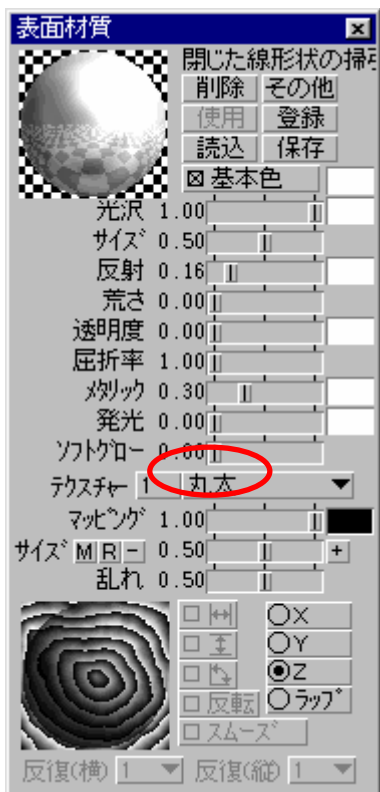 表面材質
閉じた線形状の掃
削除 その他
使用 登録
読込 保存
基本色
光沢 1.00
サイズ 0.50
反射 0.16
荒さ 0.00
透明度 0.00
屈折率 1.00
メタリック 0.30
発光 0.00
ソフトグロー 0.00
テクスチャー 1 丸太
マッピング 1.00
サイズ M R - 0.50 +
乱れ 0.50
X
Y
Z
反転 ラップ
スムーズ
反復(横) 1 反復(縦) 1